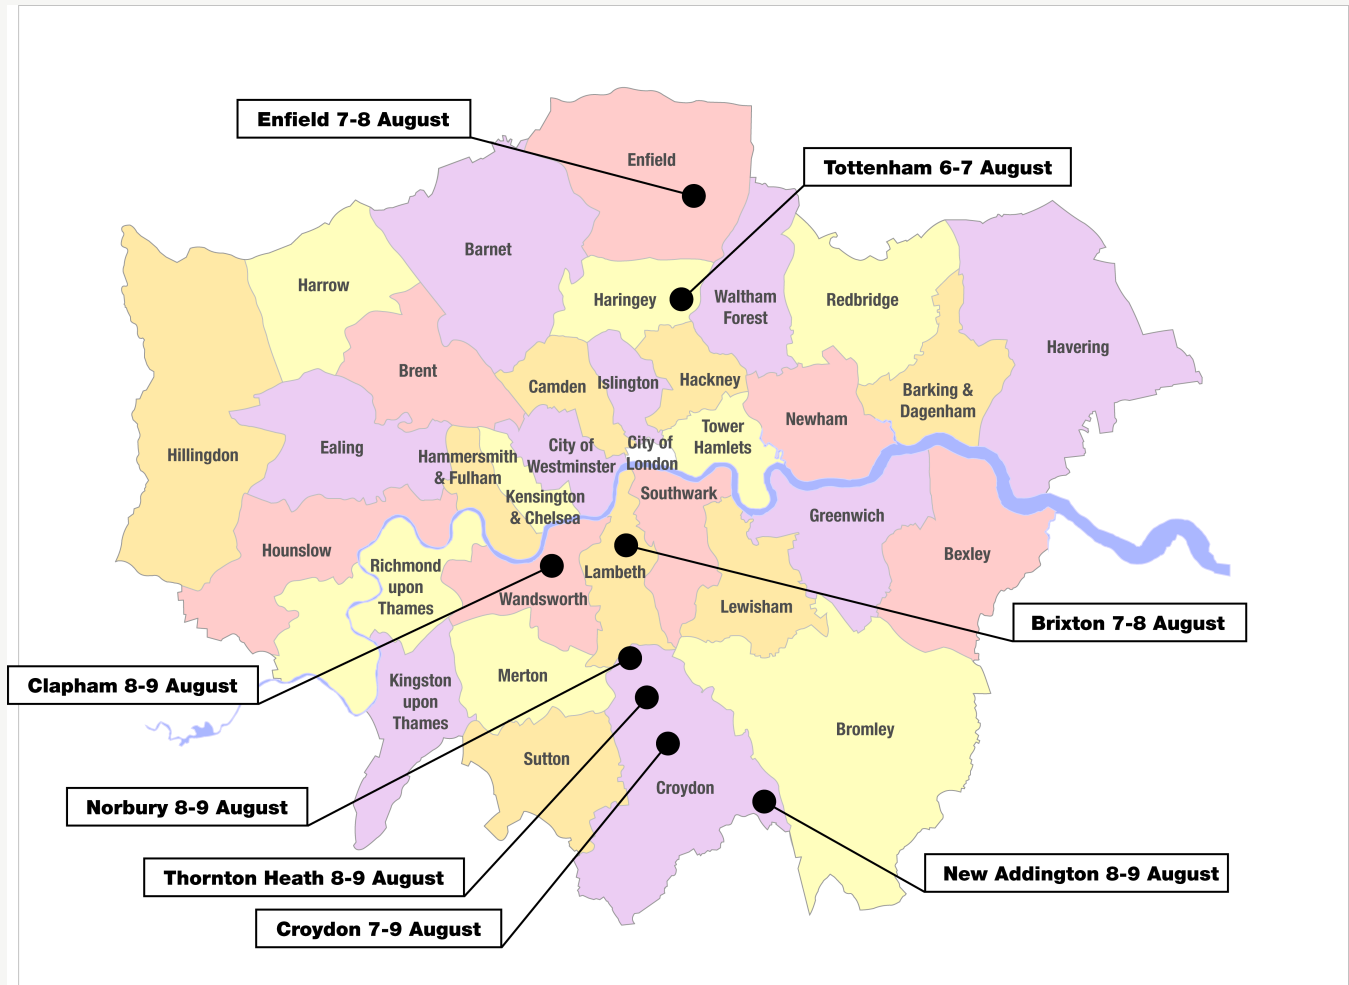 Enfield 7-8 August
Enfield
Tottenham 6-7 August
Barnet
Harrow
Haringey
Waltham
Forest
Redbridge
Havering
Brent
Camden
Islington
Hackney
Barking &
Dagenham
Newham
Tower
Hamlets
Hillingdon
Ealing
Hammersmith
& Fulham
City of
Westminster
City of
London
Kensington
& Chelsea
Southwark
Greenwich
Hounslow
Bexley
Richmond
upon
Thames
Lambeth
Wandsworth
Lewisham
Brixton 7-8 August
Clapham 8-9 August
Kingston
upon
Thames
Merton
Bromley
Sutton
Croydon
Norbury 8-9 August
Thornton Heath 8-9 August
New Addington 8-9 August
Croydon 7-9 August